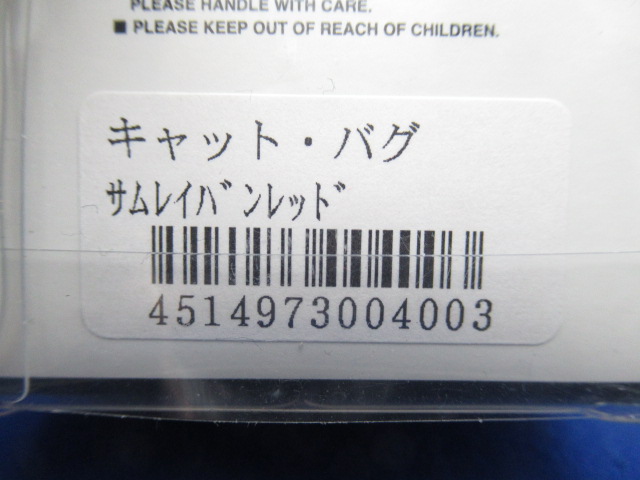 PLEASE HANDLE WITH CARE.
■ PLEASE KEEP OUT OF REACH OF CHILDREN.
キャット・バグ
ｻﾑﾚｲﾊﾞﾝﾚｯﾄﾞ
4514973004003